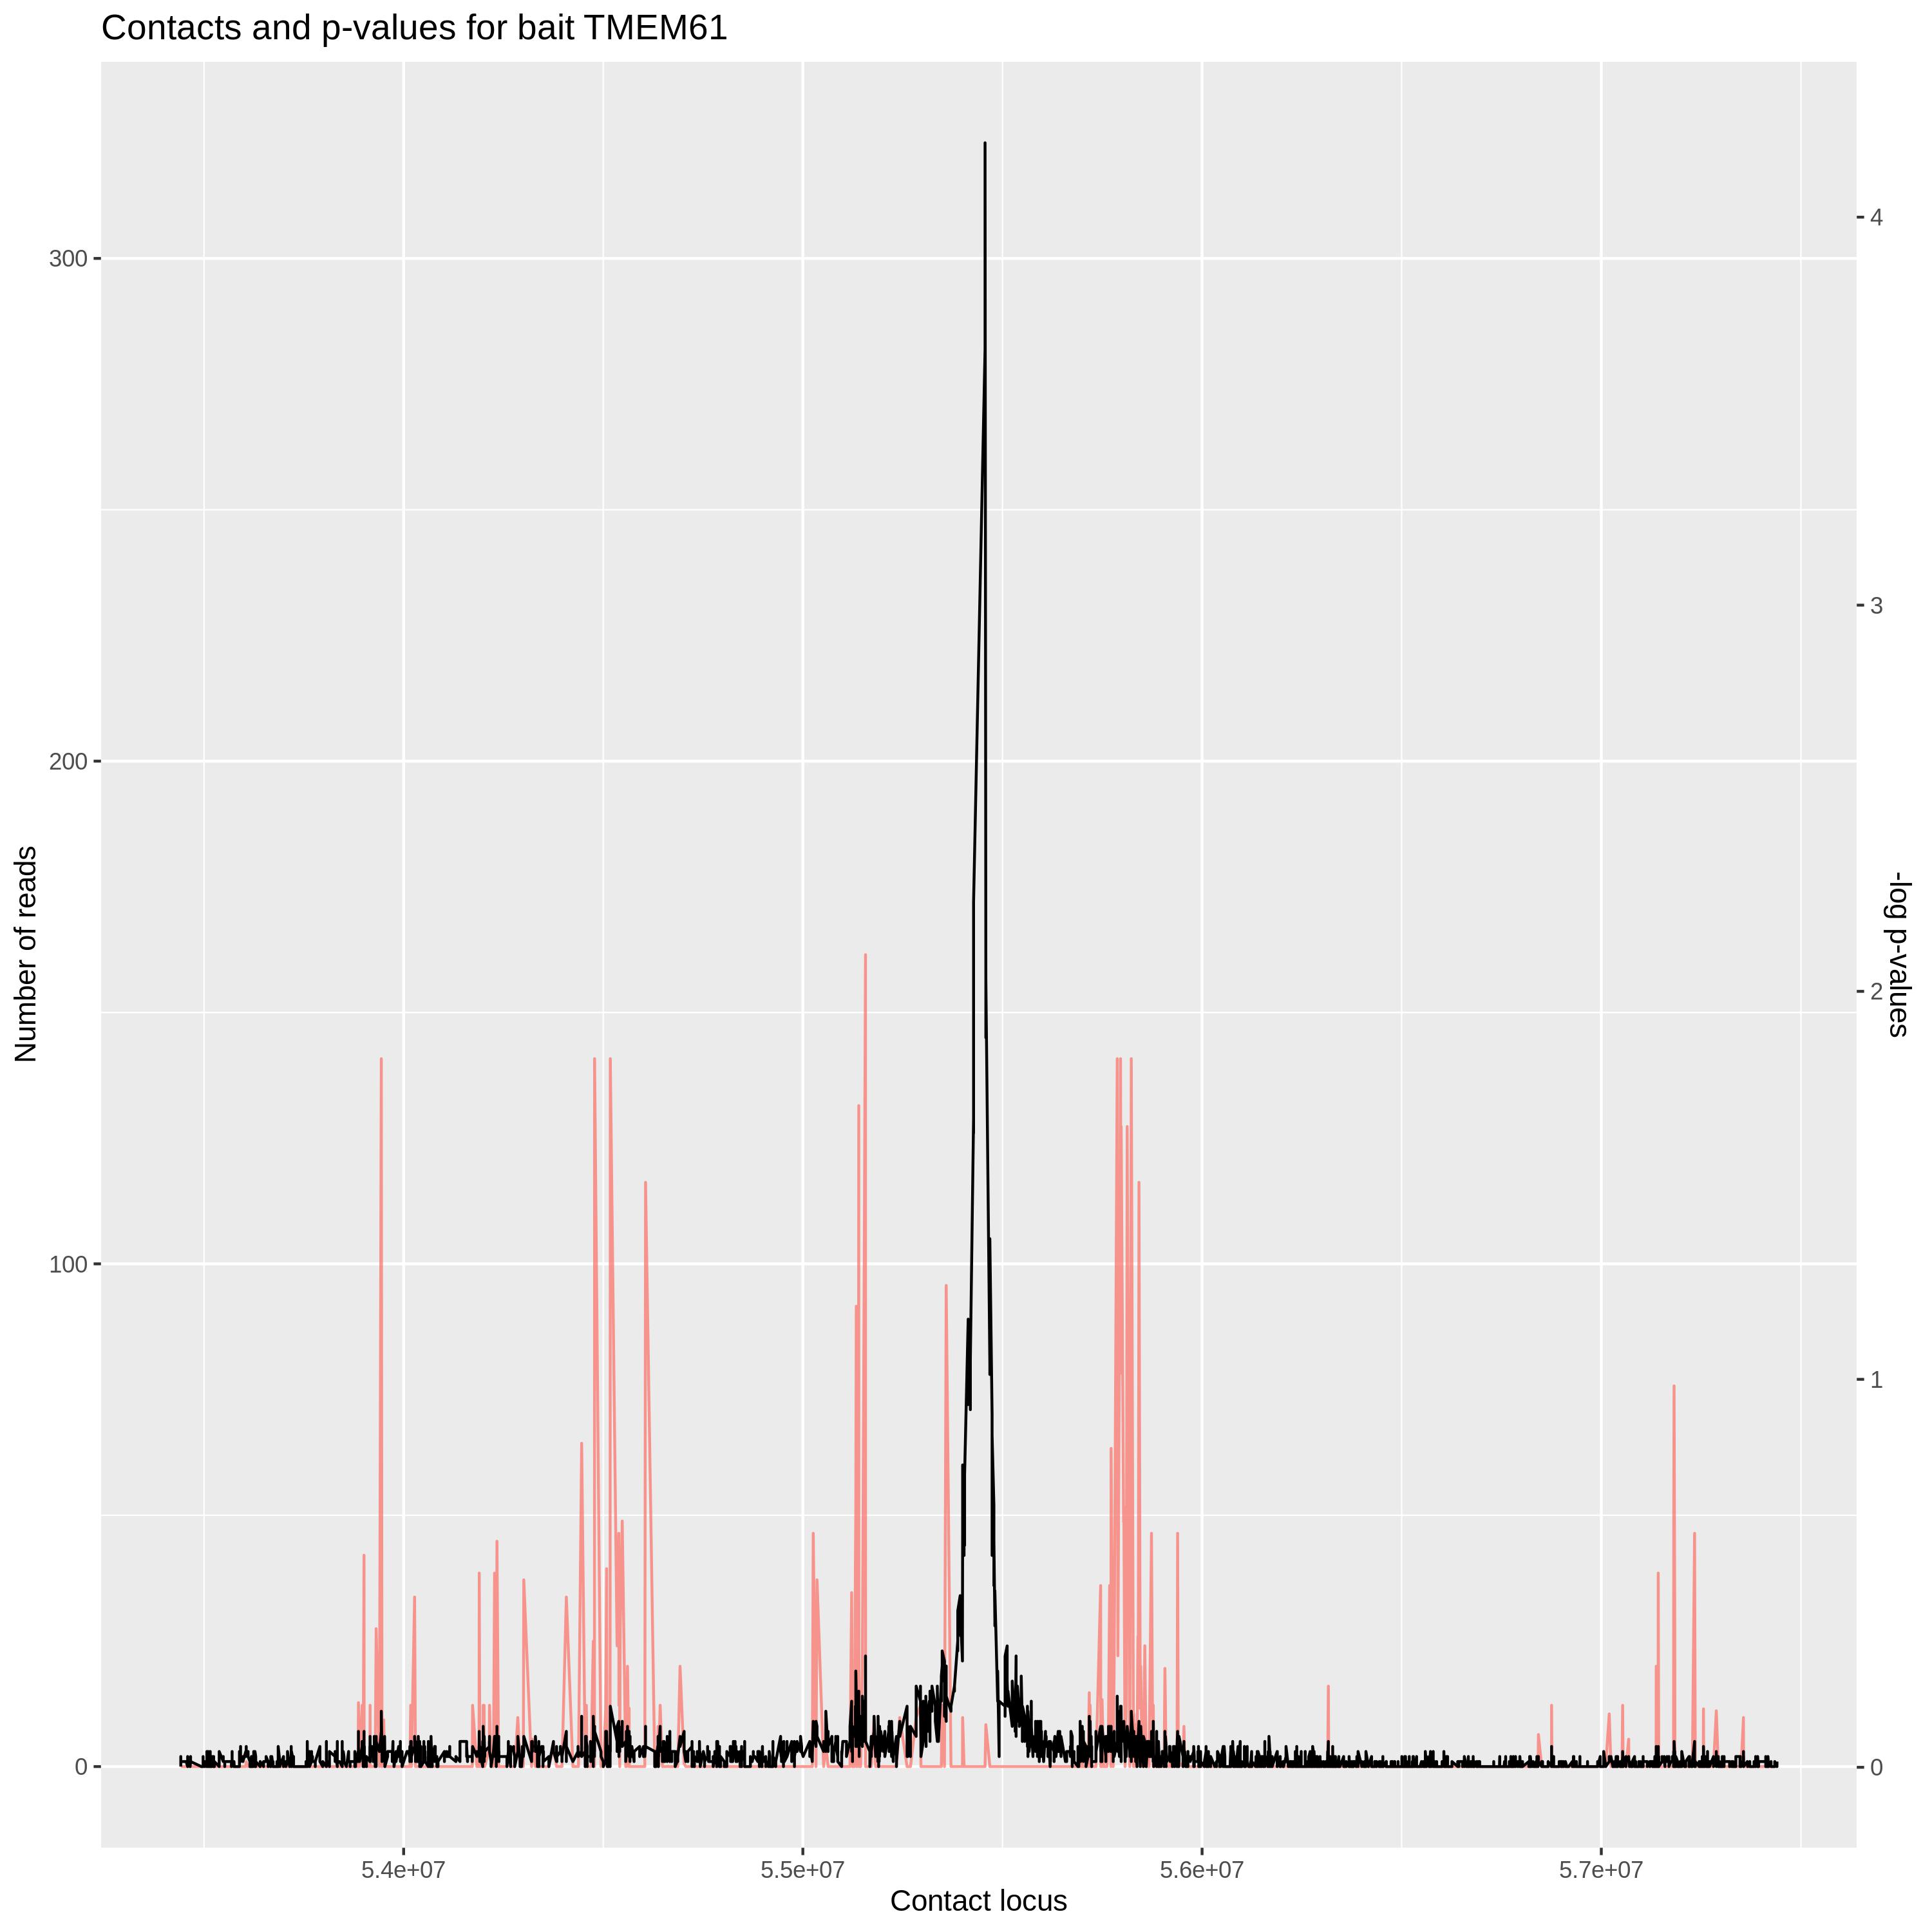 Contacts and p-values for bait TMEM61
300
200
100
0
Number of reads
4
3
2
1
0
-log p-values
5.4e+07
5.5e+07
5.6e+07
5.7e+07
Contact locus